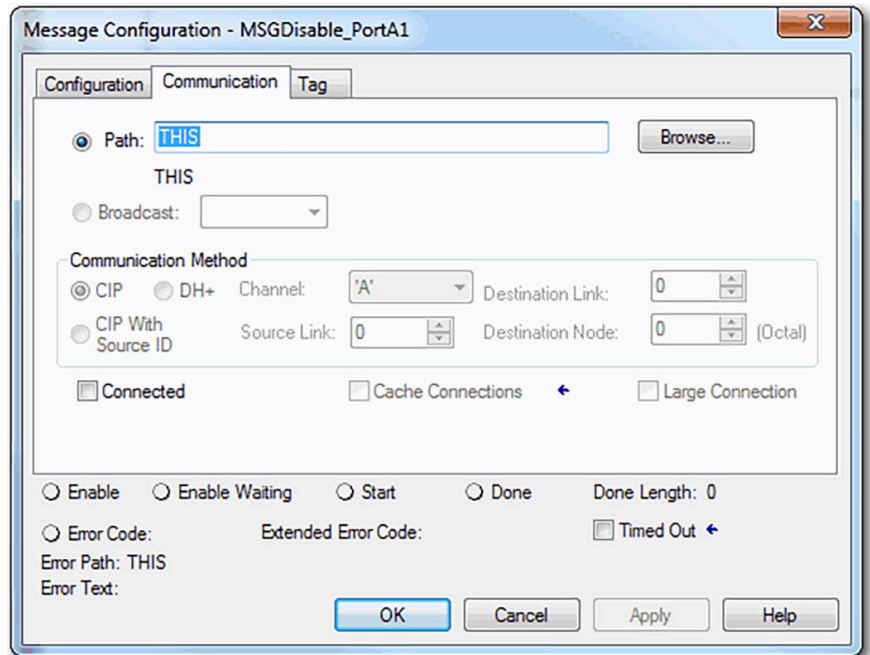 Message Configuration - MSGDisable_PortA1
Configuration Communication Tag
Path: THIS Browse...
THIS
Broadcast:
Communication Method
CIP DH+ Channel: 'A' Destination Link: 0
CIP With Source ID Source Link: 0 Destination Node: 0 (Octal)
Connected Cache Connections Large Connection
Enable Enable Waiting Start Done Done Length: 0
Error Code: Extended Error Code: Timed Out
Error Path: THIS
Error Text:
OK Cancel Apply Help